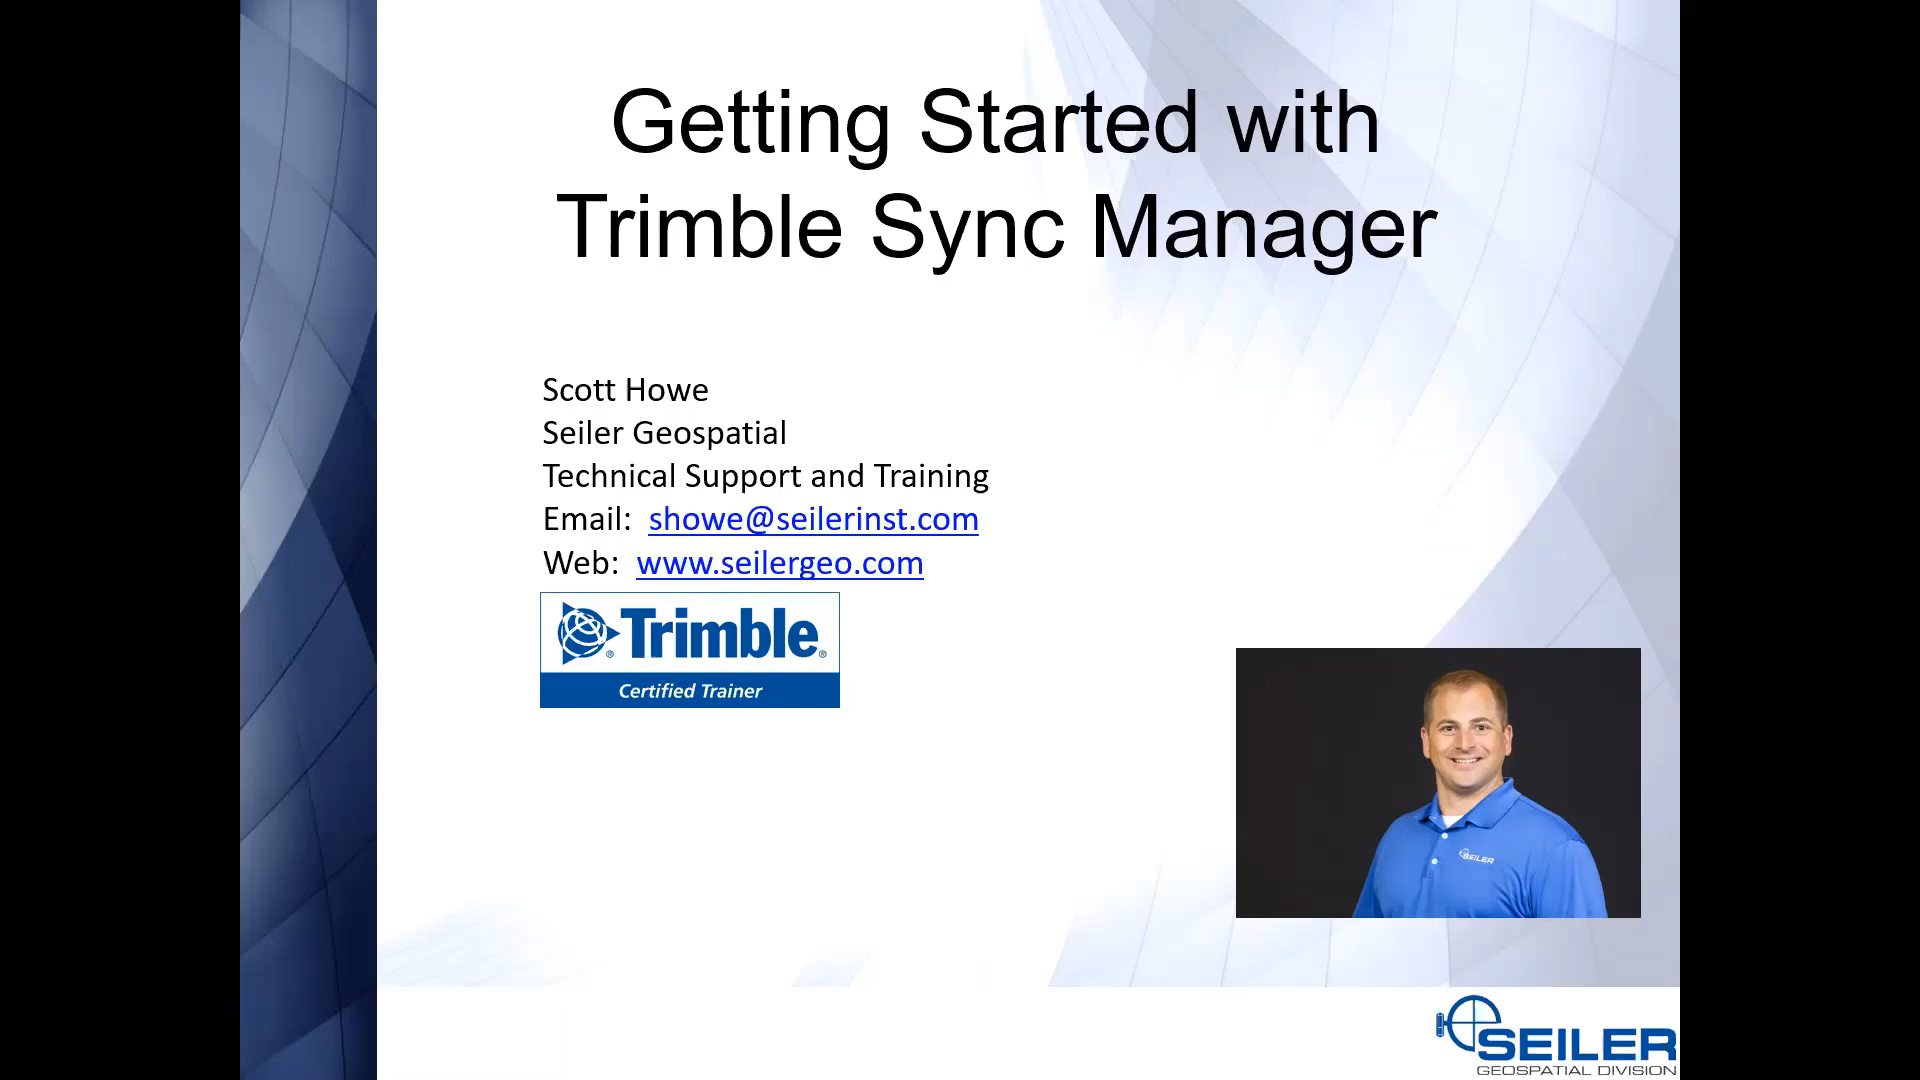 Getting Started with
Trimble Sync Manager
Scott Howe
Seiler Geospatial
Technical Support and Training
Email: showe@seilerinst.com
Web: www.seilergeo.com
Trimble
Certified Trainer
SEILER
SEILER
GEOSPATIAL DIVISION